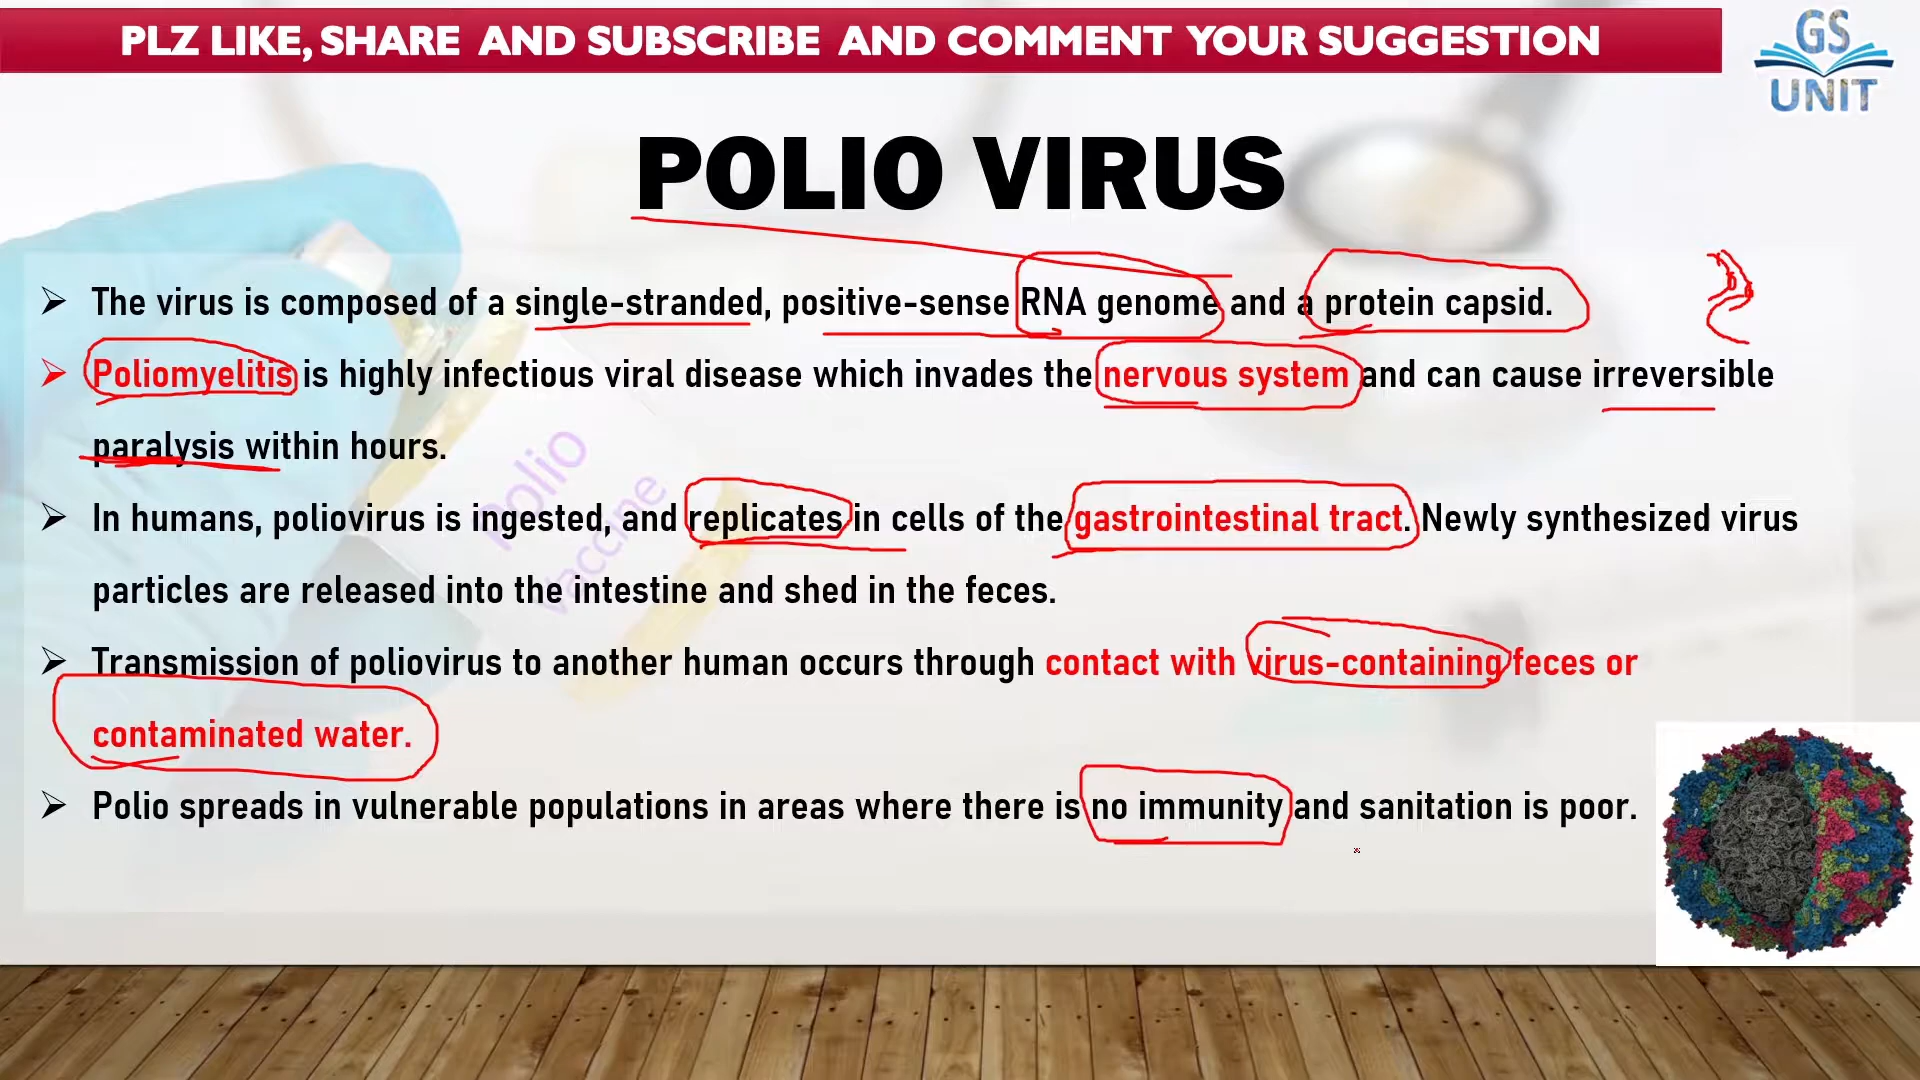 PLZ LIKE, SHARE AND SUBSCRIBE AND COMMENT YOUR SUGGESTION
GS
UNIT
POLIO VIRUS
The virus is composed of a single-stranded, positive-sense RNA genome and a protein capsid.
Poliomyelitis is highly infectious viral disease which invades the nervous system and can cause irreversible
paralysis within hours.
In humans, poliovirus is ingested, and replicates in cells of the gastrointestinal tract. Newly synthesized virus
particles are released into the intestine and shed in the feces.
Transmission of poliovirus to another human occurs through contact with virus-containing feces or
contaminated water.
Polio spreads in vulnerable populations in areas where there is no immunity and sanitation is poor.
Polio
Vaccine